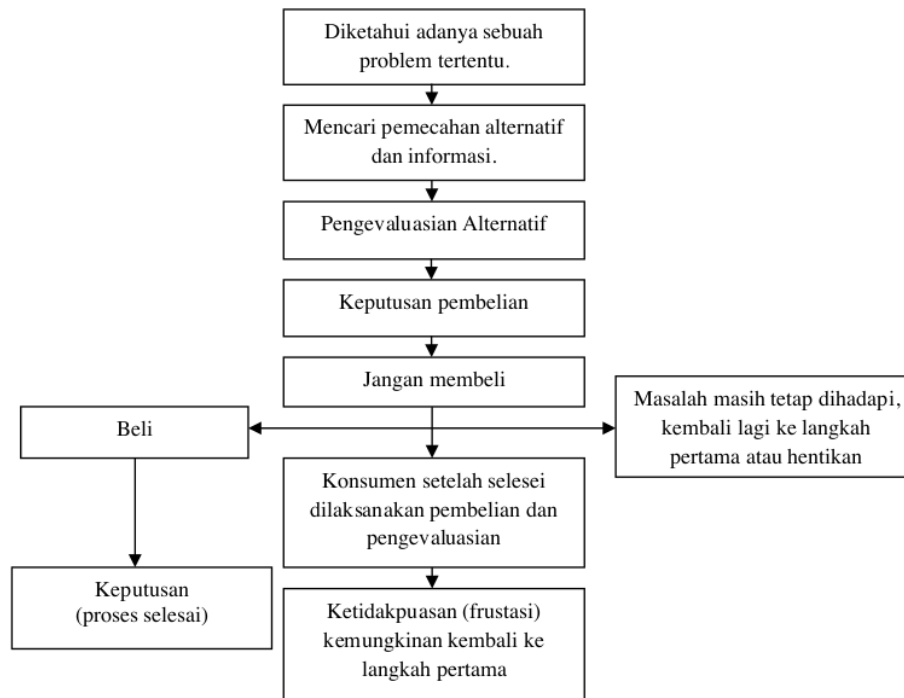 Diketahui adanya sebuah
problem tertentu.
Mencari pemecahan alternatif
dan informasi.
Pengevaluasian Alternatif
Keputusan pembelian
Jangan membeli
Beli
Masalah masih tetap dihadapi,
kembali lagi ke langkah
pertama atau hentikan
Konsumen setelah selesei
dilaksanakan pembelian dan
pengevaluasian
Keputusan
(proses selesai)
Ketidakpuasan (frustasi)
kemungkinan kembali ke
langkah pertama